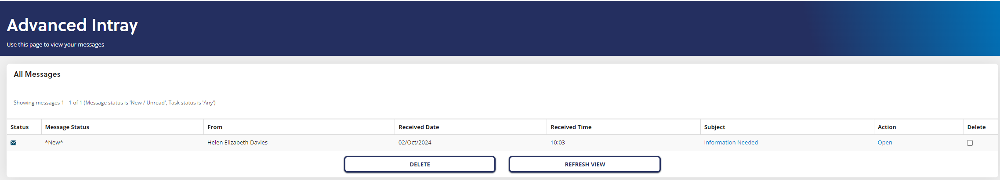 Advanced Intray
Use this page to view your messages
All Messages
Showing messages 1 - 1 of 1 (Message status is 'New / Unread', Task status is 'Any')
Status Message Status From Received Date Received Time Subject Action Delete
*New* Helen Elizabeth Davies 02/Oct/2024 10:03 Information Needed Open
DELETE REFRESH VIEW